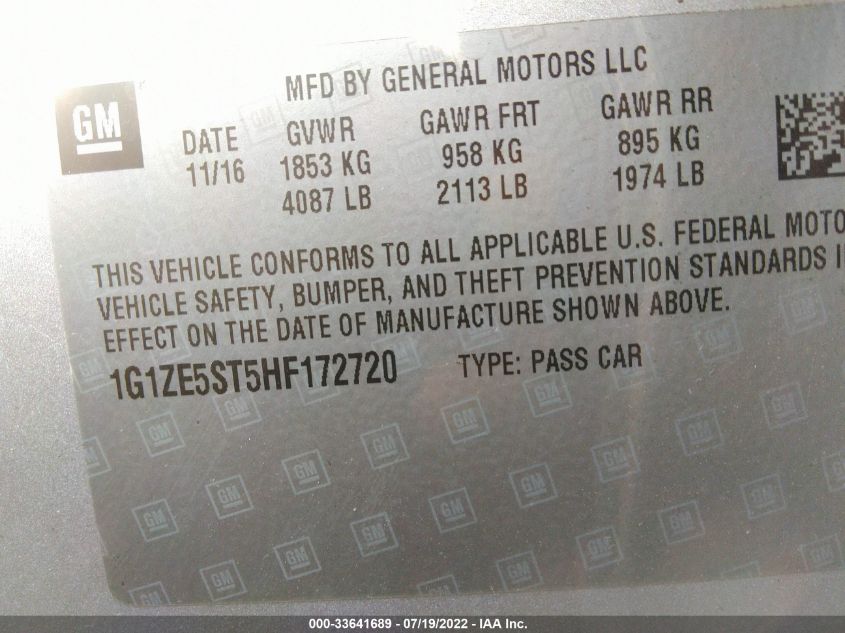 MFD BY GENERAL MOTORS LLC
GM
DATE GVWR GAWR FRT GAWR RR
11/16 1853 KG 958 KG 895 KG
4087 LB 2113 LB 1974 LB
THIS VEHICLE CONFORMS TO ALL APPLICABLE U.S. FEDERAL MOTO
VEHICLE SAFETY, BUMPER, AND THEFT PREVENTION STANDARDS I
EFFECT ON THE DATE OF MANUFACTURE SHOWN ABOVE.
1G1ZE5ST5HF172720 TYPE: PASS CAR
000-33641689 - 07/19/2022 - IAA Inc.